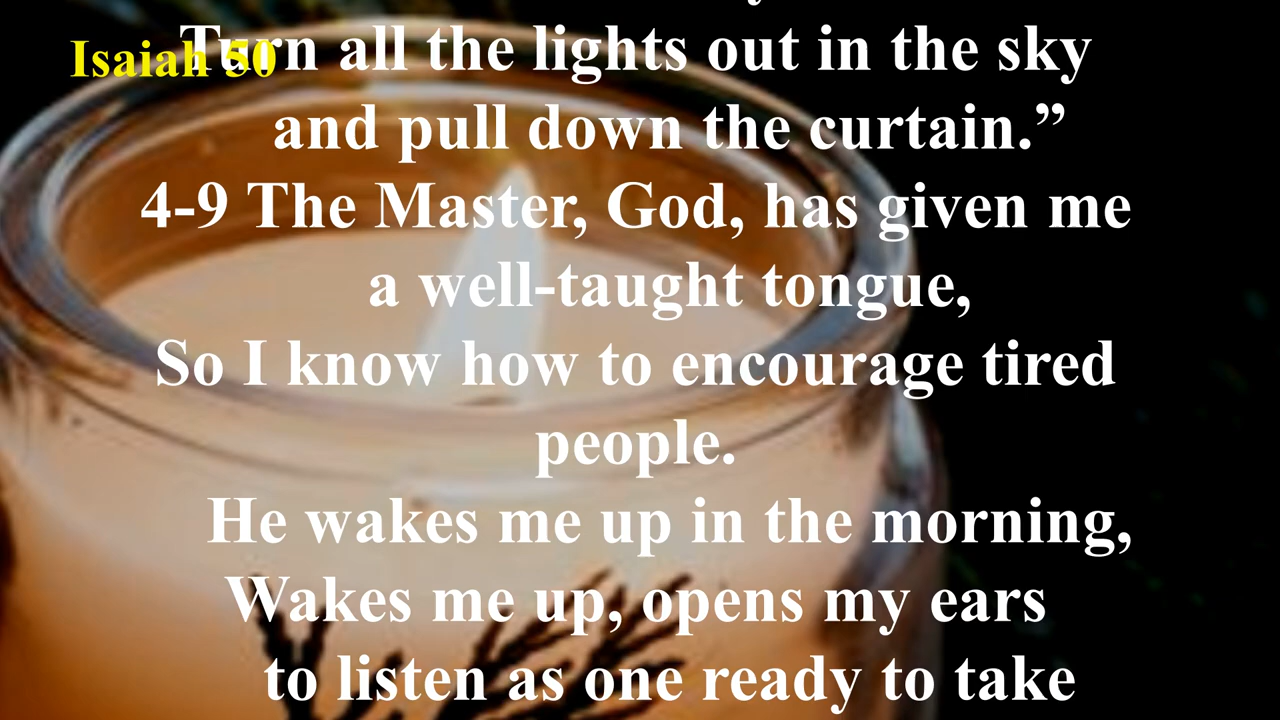 Isaiah 50
Turn all the lights out in the sky
and pull down the curtain.”
4-9 The Master, God, has given me
a well-taught tongue,
So I know how to encourage tired
people.
He wakes me up in the morning,
Wakes me up, opens my ears
to listen as one ready to take